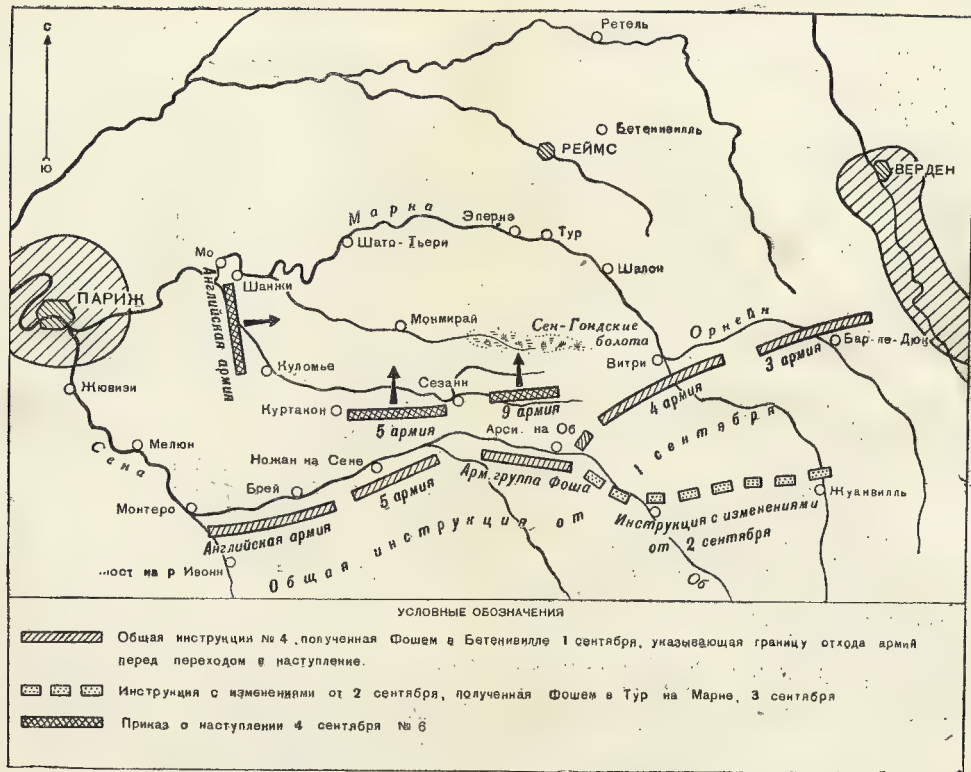 С
Ю
Ретель
Бетенивилль
РЕЙМС
ВЕРДЕН
Марна
Эпернэ
Тур
Шато-Тьери
Шалон
Мо
Шанжи
ПАРИЖ
Английская армия
Монмирай
Сен-Гондские
болота
Орнейн
Витри
Бар-ле-Дюк
3 армия
4 армия
Куломье
Жювизи
Сезанн
Куртакон
5 армия
9 армия
Арси на Об
1 сентября
Мелюн
Сена
Ножан на Сене
Брей
5 армия
Арм. группа Фоша
Жуанвилль
Монтеро
Английская армия
Инструкция с изменениями
от 2 сентября
Общая инструкция от
на р Ивонн
Об
УСЛОВНЫЕ ОБОЗНАЧЕНИЯ
Общая инструкция № 4, полученная Фошем в Бетенивилле 1 сентября, указывающая границу отхода армий
перед переходом в наступление.
Инструкция с изменениями от 2 сентября, полученная Фошем в Тур на Марне, 3 сентября
Приказ о наступлении 4 сентября № 6